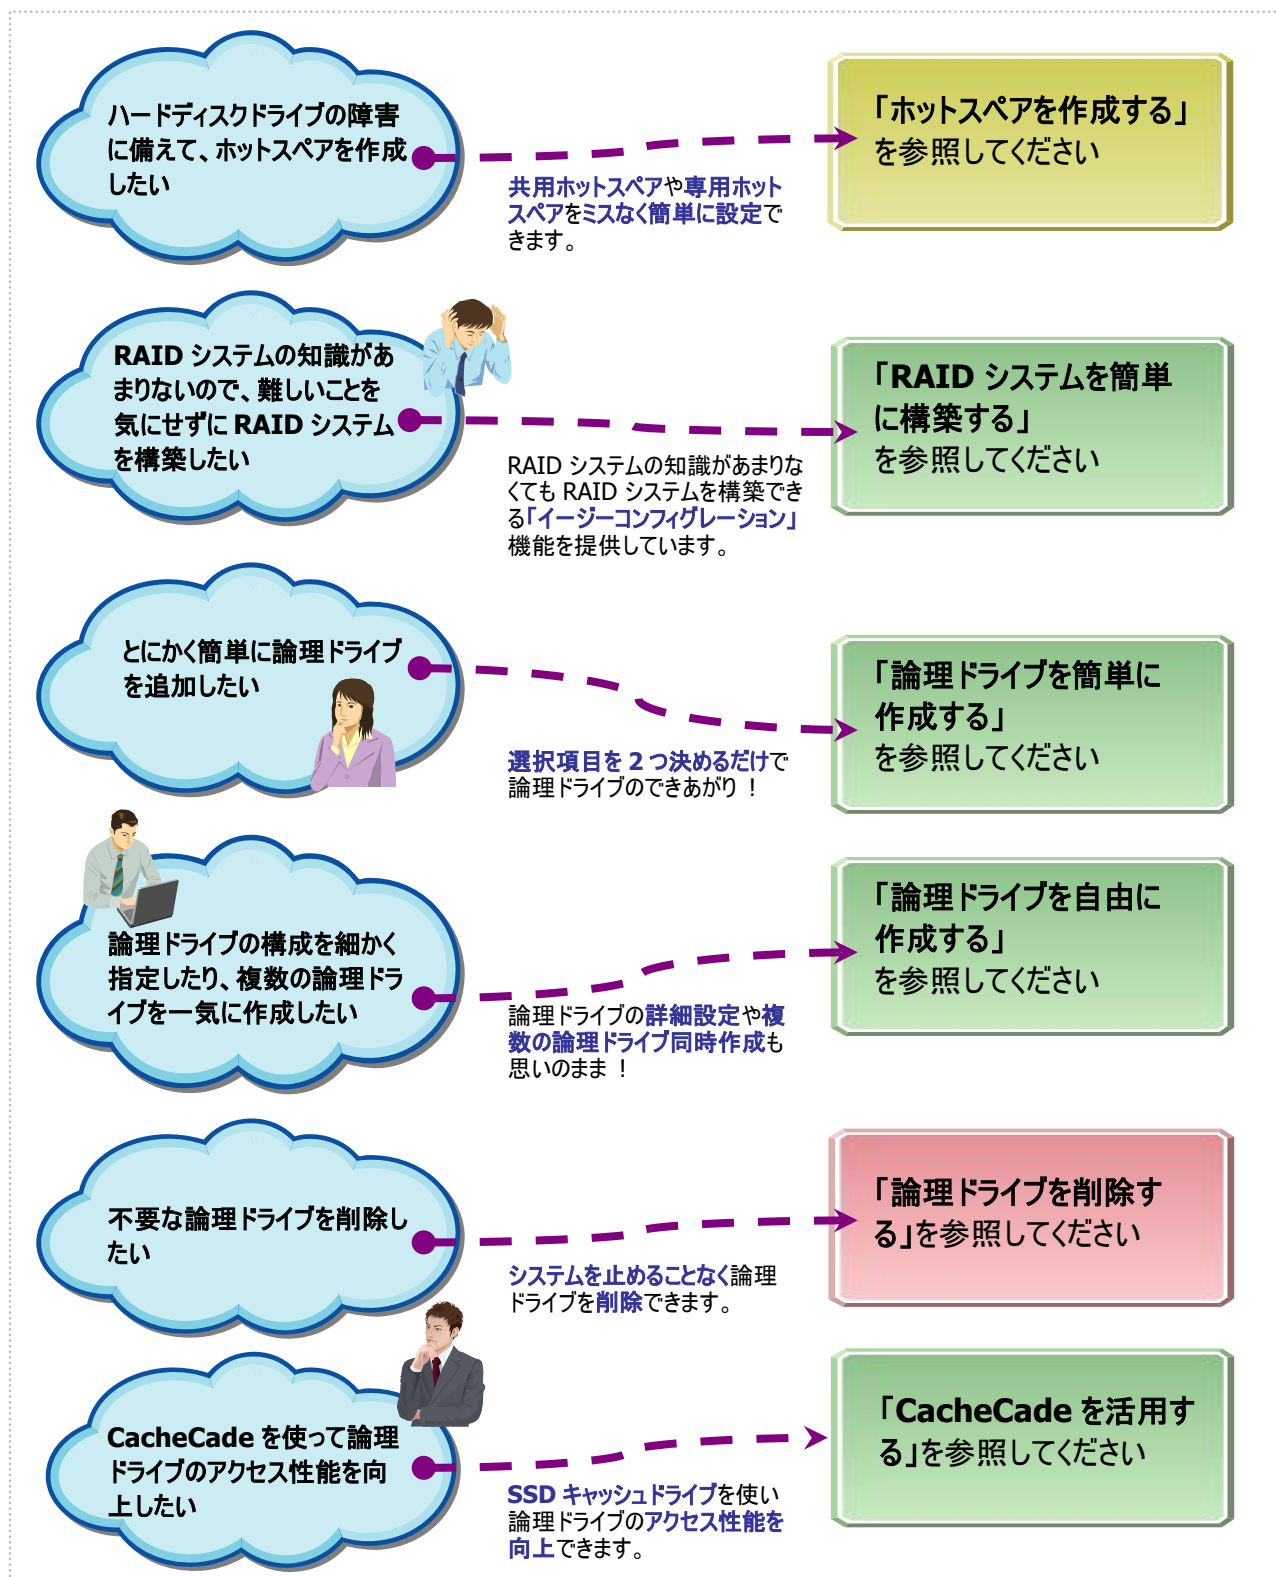 ハードディスクドライブの障害
に備えて、ホットスペアを作成
したい
共用ホットスペアや専用ホット
スペアをミスなく簡単に設定で
きます。
「ホットスペアを作成する」
を参照してください
RAID システムの知識があ
まりないので、難しいことを
気にせずに RAID システム
を構築したい
RAID システムの知識があまりな
くても RAID システムを構築でき
る「イージーコンフィグレーション」
機能を提供しています。
「RAID システムを簡単
に構築する」
を参照してください
とにかく簡単に論理ドライブ
を追加したい
選択項目を 2 つ決めるだけで
論理ドライブのできあがり！
「論理ドライブを簡単に
作成する」
を参照してください
論理ドライブの構成を細かく
指定したり、複数の論理ドラ
イブを一気に作成したい
論理ドライブの詳細設定や複
数の論理ドライブ同時作成も
思いのまま！
「論理ドライブを自由に
作成する」
を参照してください
不要な論理ドライブを削除し
たい
システムを止めることなく論理
ドライブを削除できます。
「論理ドライブを削除す
る」を参照してください
CacheCade を使って論理
ドライブのアクセス性能を向
上したい
SSD キャッシュドライブを使い
論理ドライブのアクセス性能を
向上できます。
「CacheCade を活用す
る」を参照してください